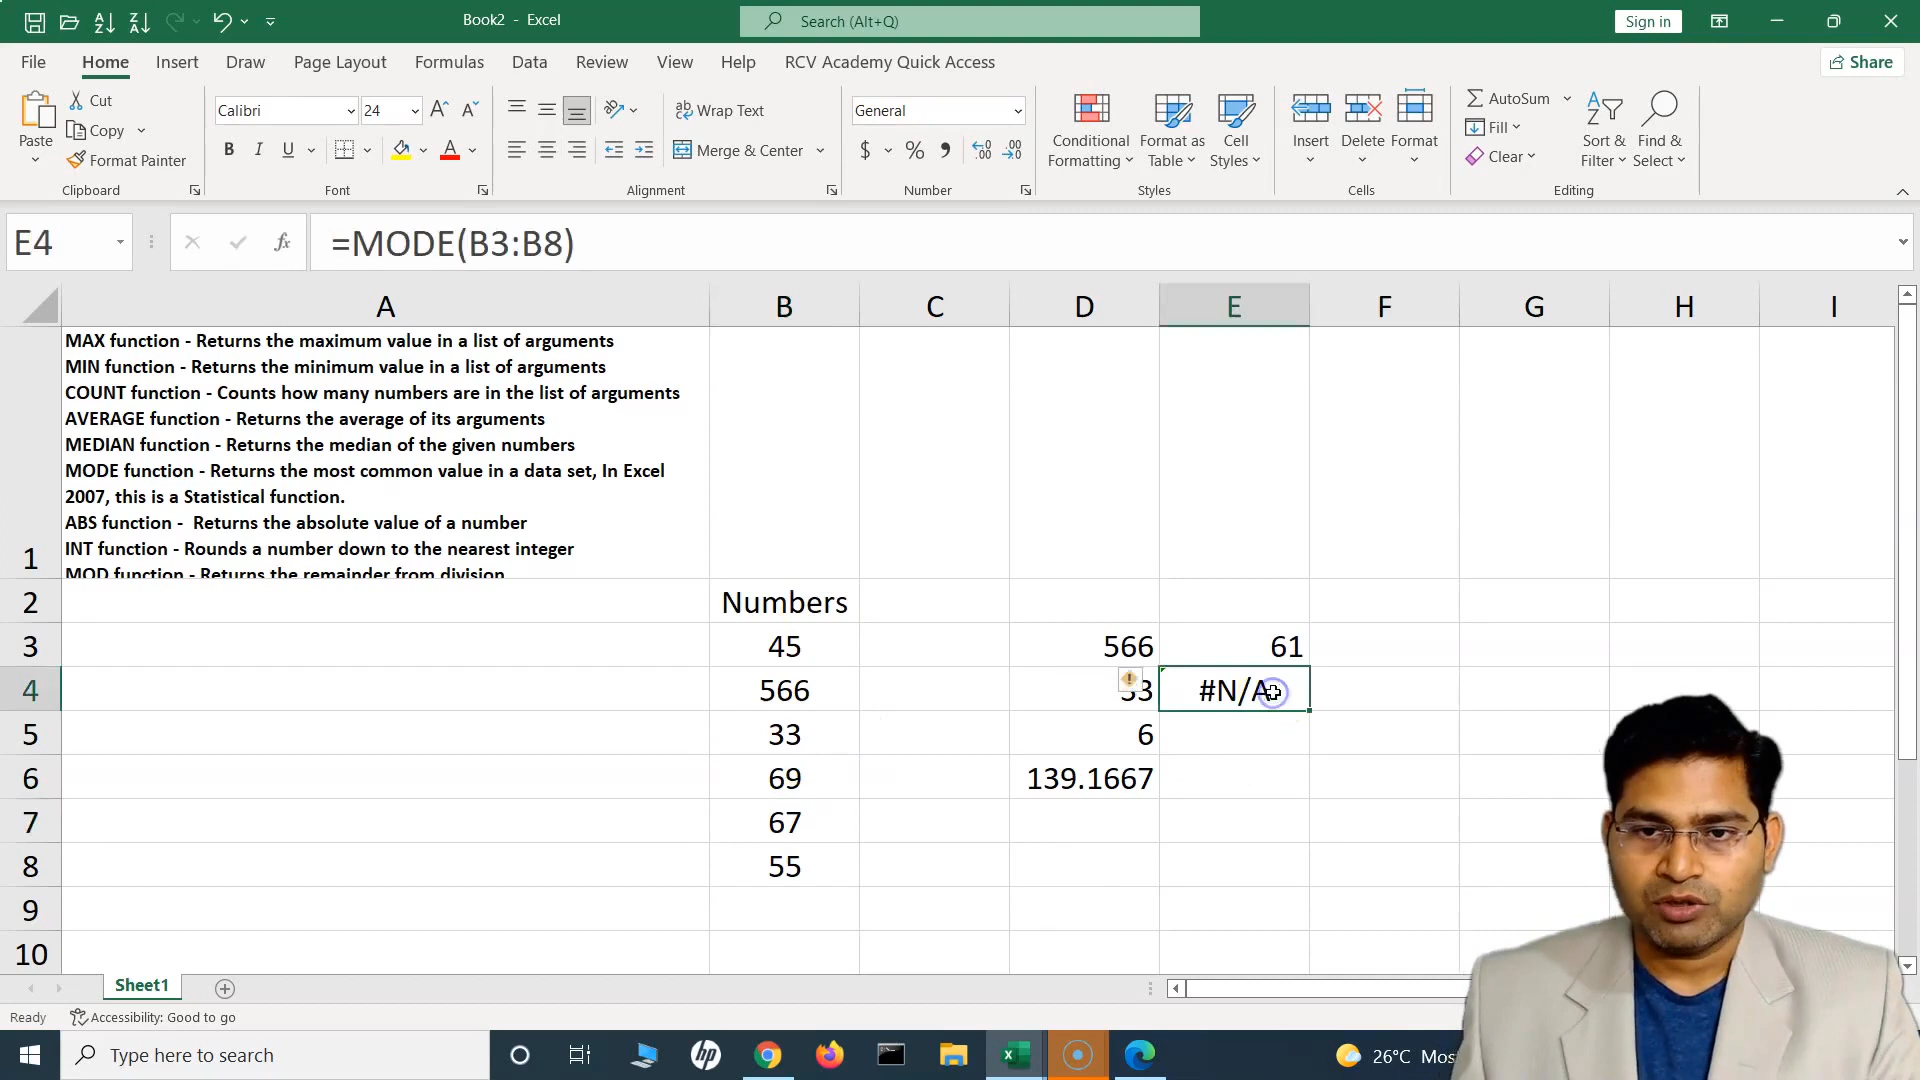 Book2 - Excel
Search (Alt+Q)
Sign in
File Home Insert Draw Page Layout Formulas Data Review View Help RCV Academy Quick Access
Share
Paste
Cut
Copy
Format Painter
Clipboard
Calibri 24
B I U
Font
Wrap Text
Merge & Center
Alignment
General
$ % ,
Number
Conditional Formatting
Format as Table
Cell Styles
Styles
Insert Delete Format
Cells
AutoSum
Fill
Clear
Sort & Filter
Find & Select
Editing
E4 fx =MODE(B3:B8)
A B C D E F G H I
MAX function - Returns the maximum value in a list of arguments
MIN function - Returns the minimum value in a list of arguments
COUNT function - Counts how many numbers are in the list of arguments
AVERAGE function - Returns the average of its arguments
MEDIAN function - Returns the median of the given numbers
MODE function - Returns the most common value in a data set, In Excel
2007, this is a Statistical function.
ABS function -  Returns the absolute value of a number
INT function - Rounds a number down to the nearest integer
MOD function - Returns the remainder from division
1
2 Numbers
3 45 566 61
4 566 33 #N/A
5 33 6
6 69 139.1667
7 67
8 55
9
10
Sheet1
Ready Accessibility: Good to go
Type here to search
26°C